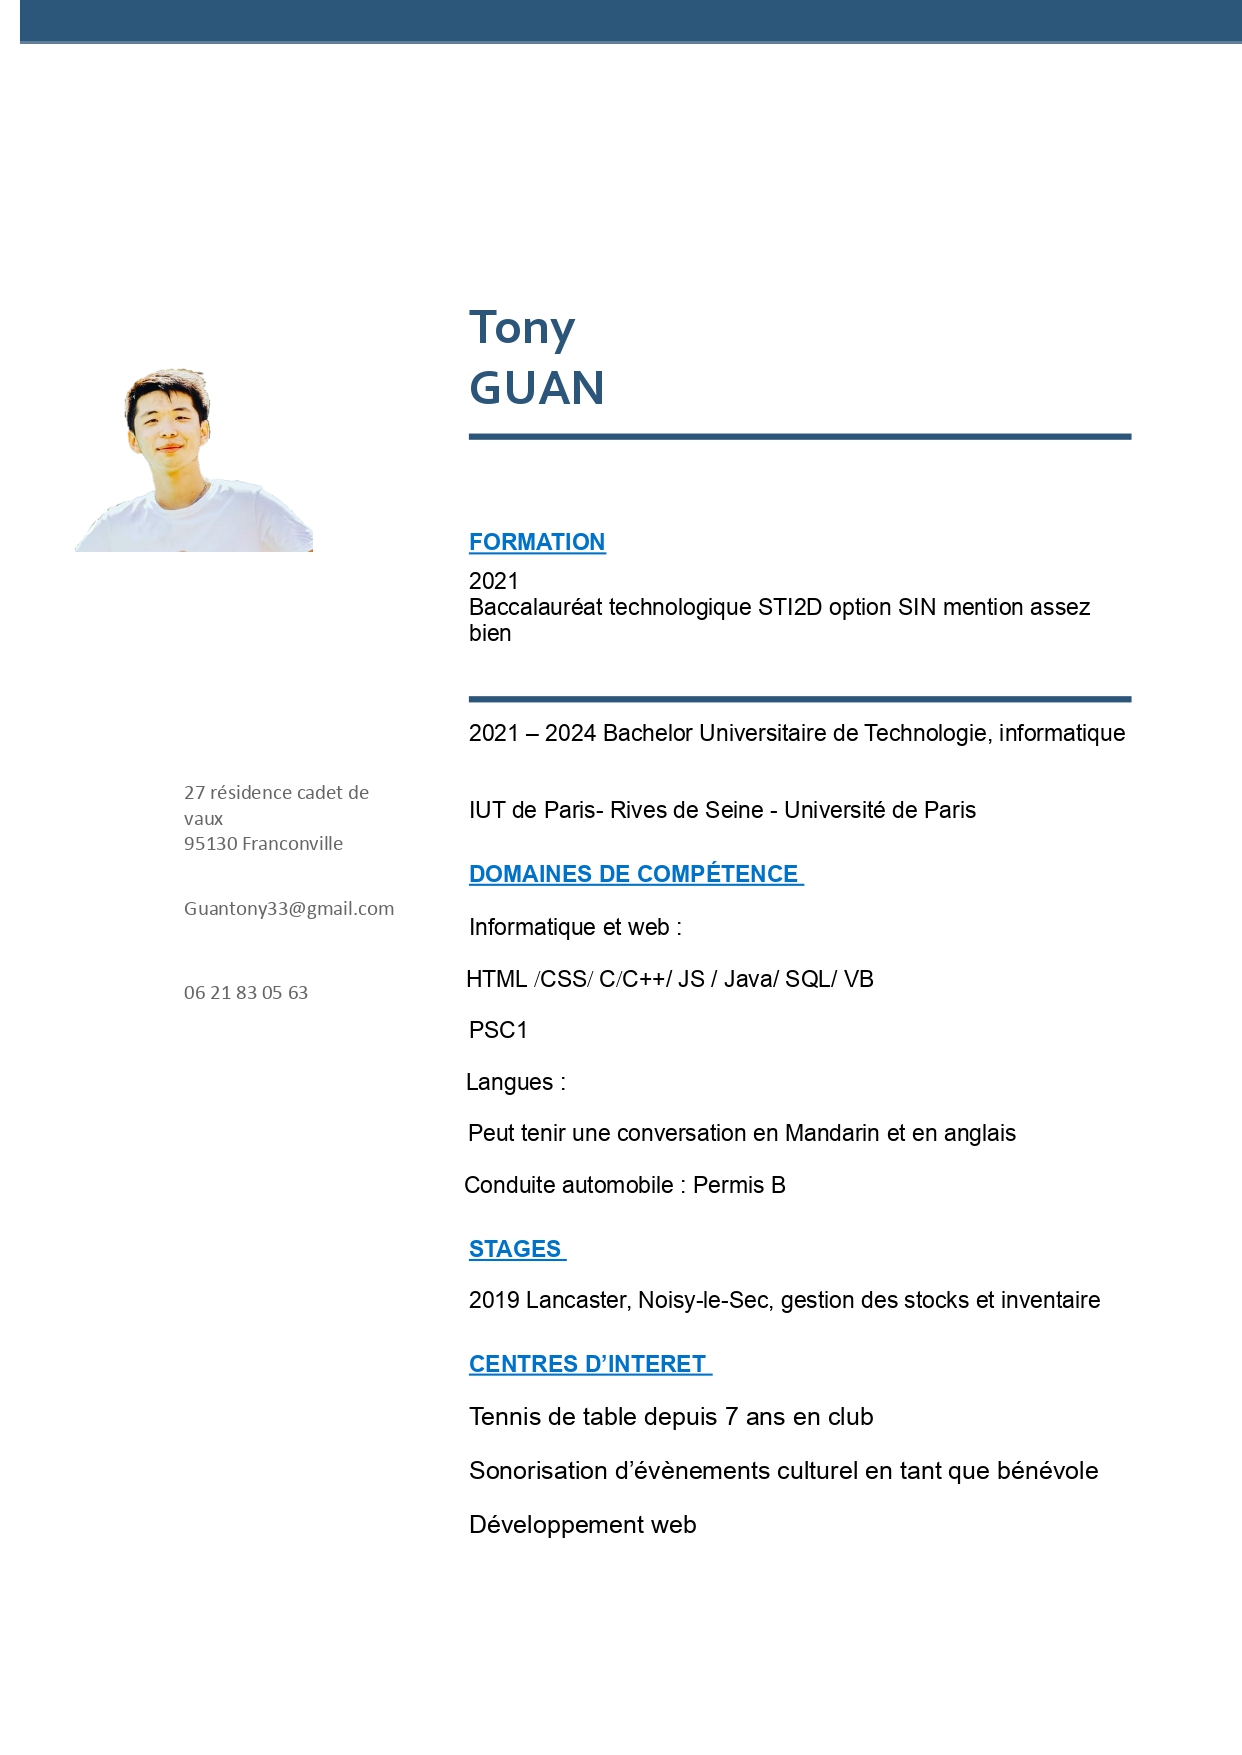 Tony
GUAN
FORMATION
2021
Baccalauréat technologique STI2D option SIN mention assez
bien
2021 – 2024 Bachelor Universitaire de Technologie, informatique
IUT de Paris- Rives de Seine - Université de Paris
27 résidence cadet de
vaux
95130 Franconville
Guantony33@gmail.com
06 21 83 05 63
DOMAINES DE COMPÉTENCE
Informatique et web :
HTML /CSS/ C/C++/ JS / Java/ SQL/ VB
PSC1
Langues :
Peut tenir une conversation en Mandarin et en anglais
Conduite automobile : Permis B
STAGES
2019 Lancaster, Noisy-le-Sec, gestion des stocks et inventaire
CENTRES D’INTERET
Tennis de table depuis 7 ans en club
Sonorisation d’évènements culturel en tant que bénévole
Développement web